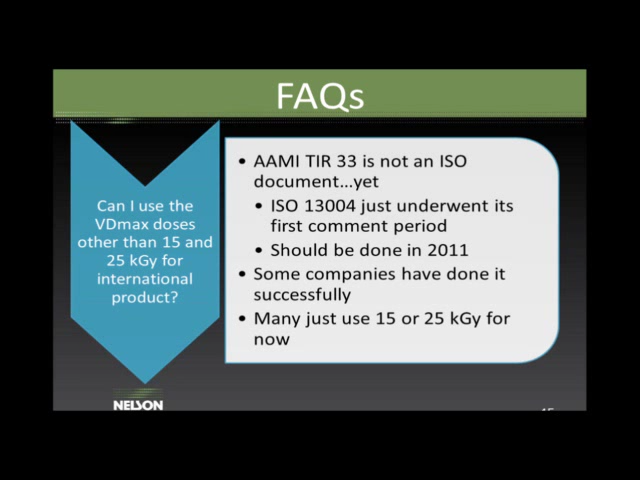 FAQs
Can I use the
VDmax doses
other than 15 and
25 kGy for
international
product?
• AAMI TIR 33 is not an ISO
document...yet
• ISO 13004 just underwent its
first comment period
• Should be done in 2011
• Some companies have done it
successfully
• Many just use 15 or 25 kGy for
now
NELSON